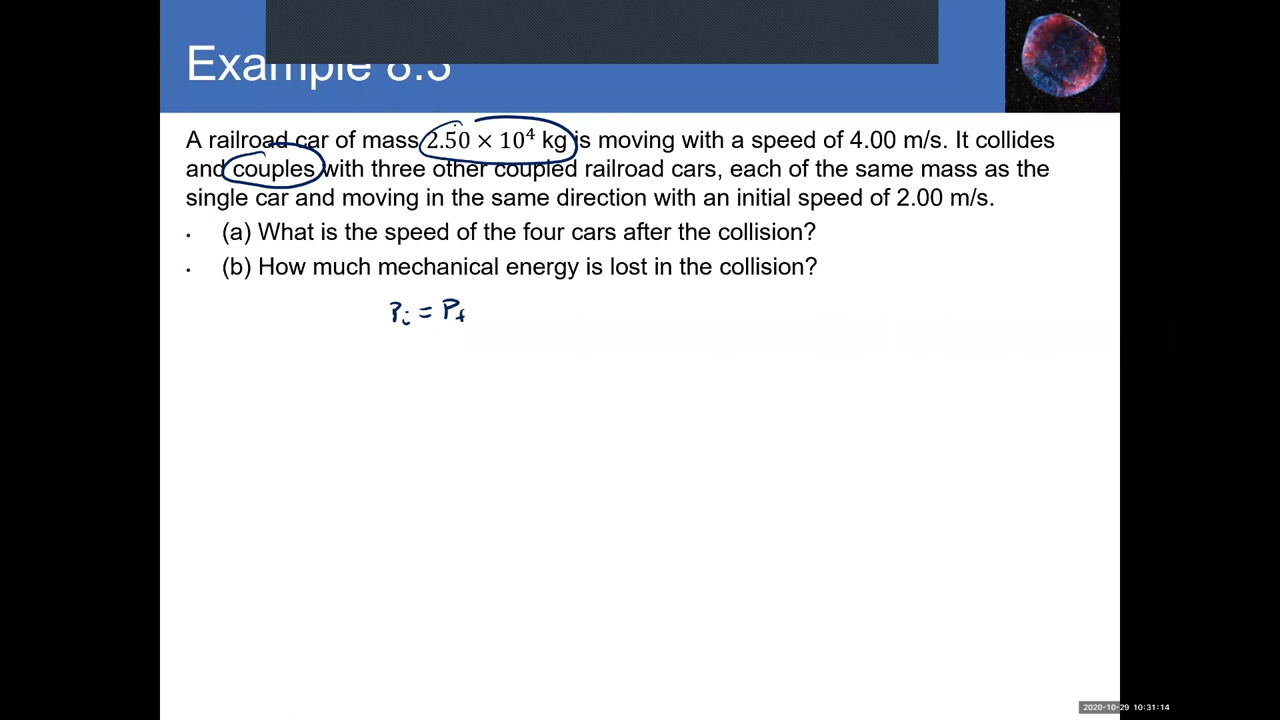 Example 8.3
A railroad car of mass 2.50 × 10⁴ kg is moving with a speed of 4.00 m/s. It collides
and couples with three other coupled railroad cars, each of the same mass as the
single car and moving in the same direction with an initial speed of 2.00 m/s.
• (a) What is the speed of the four cars after the collision?
• (b) How much mechanical energy is lost in the collision?
Pᵢ = P_f
2020-10-29 10:31:14